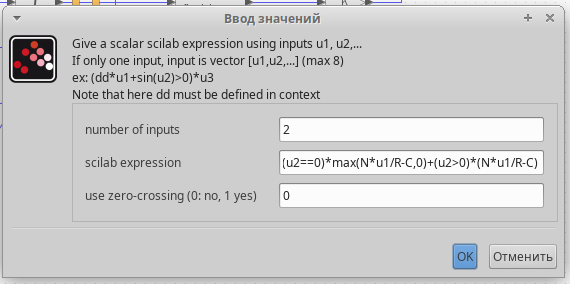 Ввод значений
Give a scalar scilab expression using inputs u1, u2,...
If only one input, input is vector [u1,u2,...] (max 8)
ex: (dd*u1+sin(u2)>0)*u3
Note that here dd must be defined in context
number of inputs 2
scilab expression (u2==0)*max(N*u1/R-C,0)+(u2>0)*(N*u1/R-C)
use zero-crossing (0: no, 1 yes) 0
OK Отменить